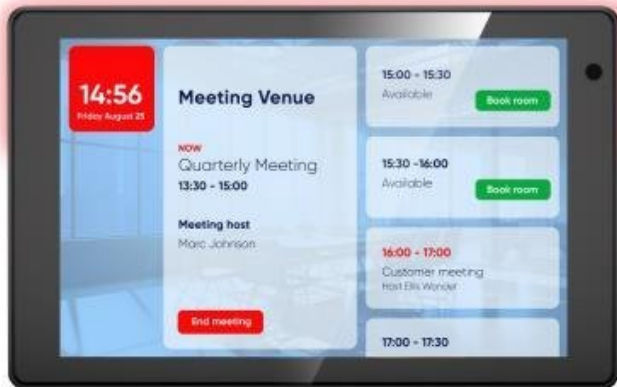 14:56
Friday August 25
Meeting Venue
NOW
Quarterly Meeting
13:30 - 15:00
Meeting host
Marc Johnson
End meeting
15:00 - 15:30
Available
Book room
15:30 -16:00
Available
Book room
16:00 - 17:00
Customer meeting
Host Ellis Wonder
17:00 - 17:30